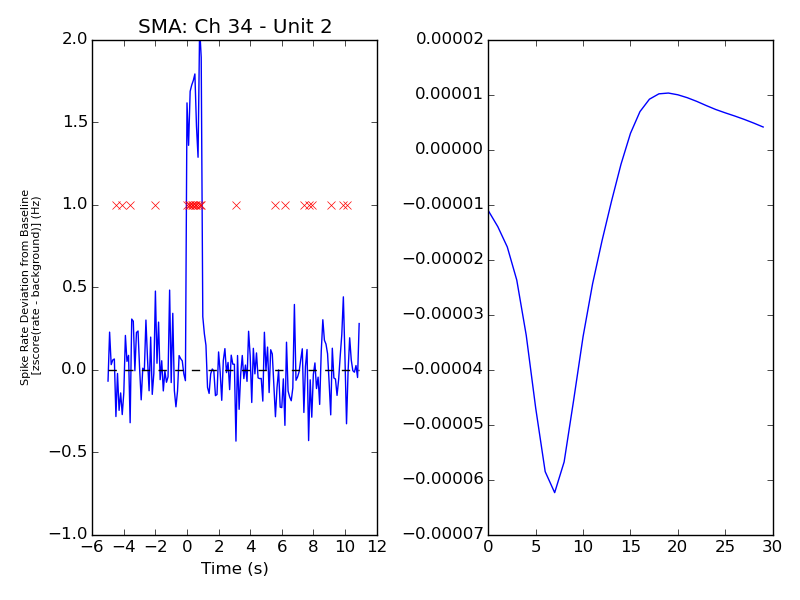 SMA: Ch 34 - Unit 2
Spike Rate Deviation from Baseline
[zscore(rate - background)] (Hz)
2.0
1.5
1.0
0.5
0.0
−0.5
−1.0
−6 −4 −2 0 2 4 6 8 10 12
Time (s)
0.00002
0.00001
0.00000
−0.00001
−0.00002
−0.00003
−0.00004
−0.00005
−0.00006
−0.00007
0 5 10 15 20 25 30